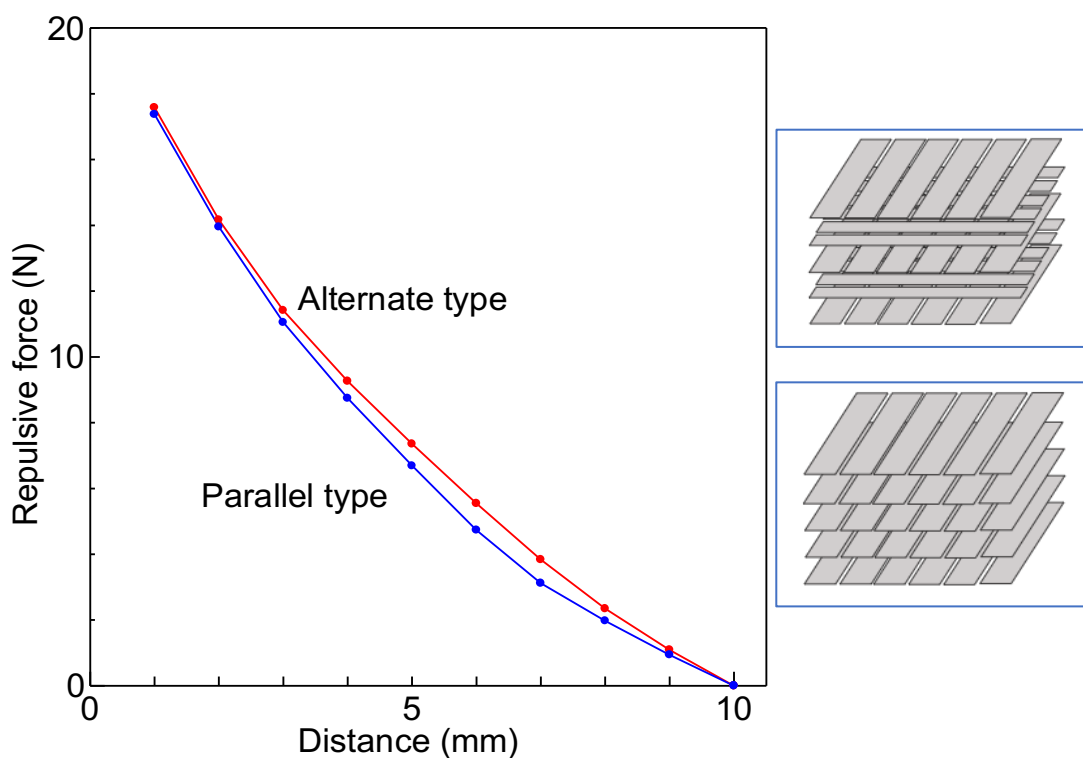 20
10
0
Repulsive force (N)
Alternate type
Parallel type
0
5
10
Distance (mm)